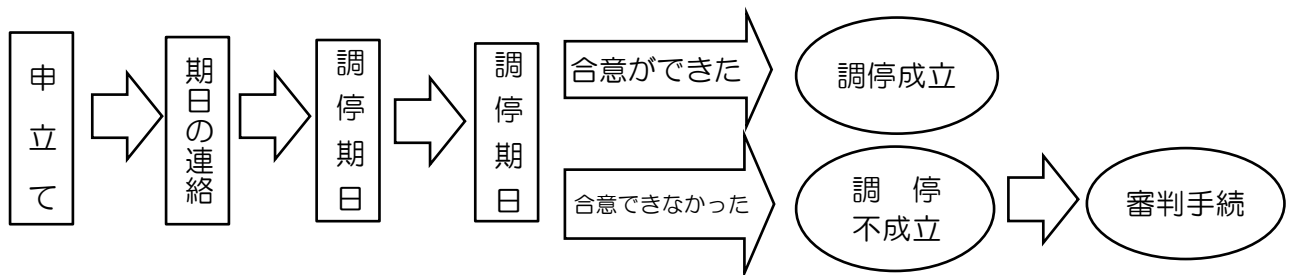 申立て
期日の連絡
調停期日
調停期日
合意ができた
調停成立
合意できなかった
調　停
不成立
審判手続